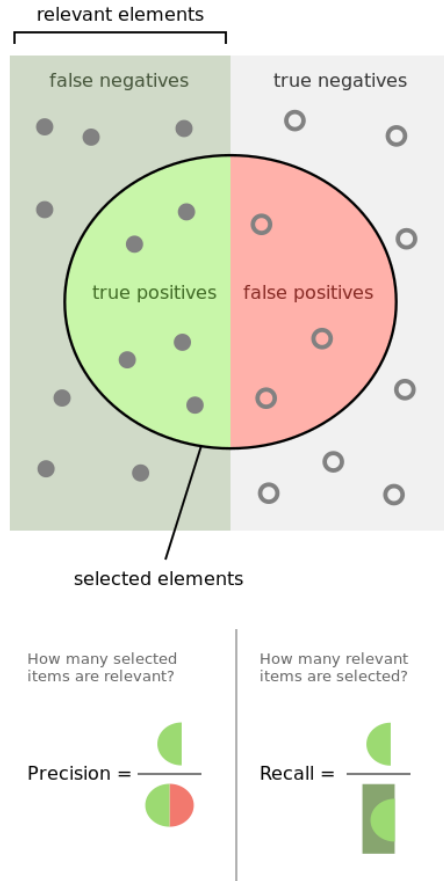 relevant elements
false negatives
true negatives
true positives
false positives
selected elements
How many selected
items are relevant?
How many relevant
items are selected?
Precision =
Recall =